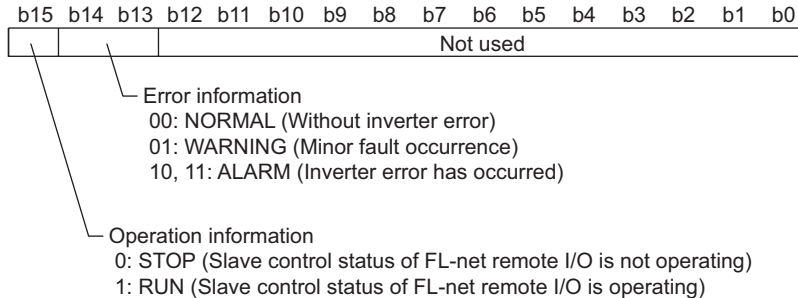 b15 b14 b13 b12 b11 b10 b9 b8 b7 b6 b5 b4 b3 b2 b1 b0
Not used
Error information
00: NORMAL (Without inverter error)
01: WARNING (Minor fault occurrence)
10, 11: ALARM (Inverter error has occurred)
Operation information
0: STOP (Slave control status of FL-net remote I/O is not operating)
1: RUN (Slave control status of FL-net remote I/O is operating)